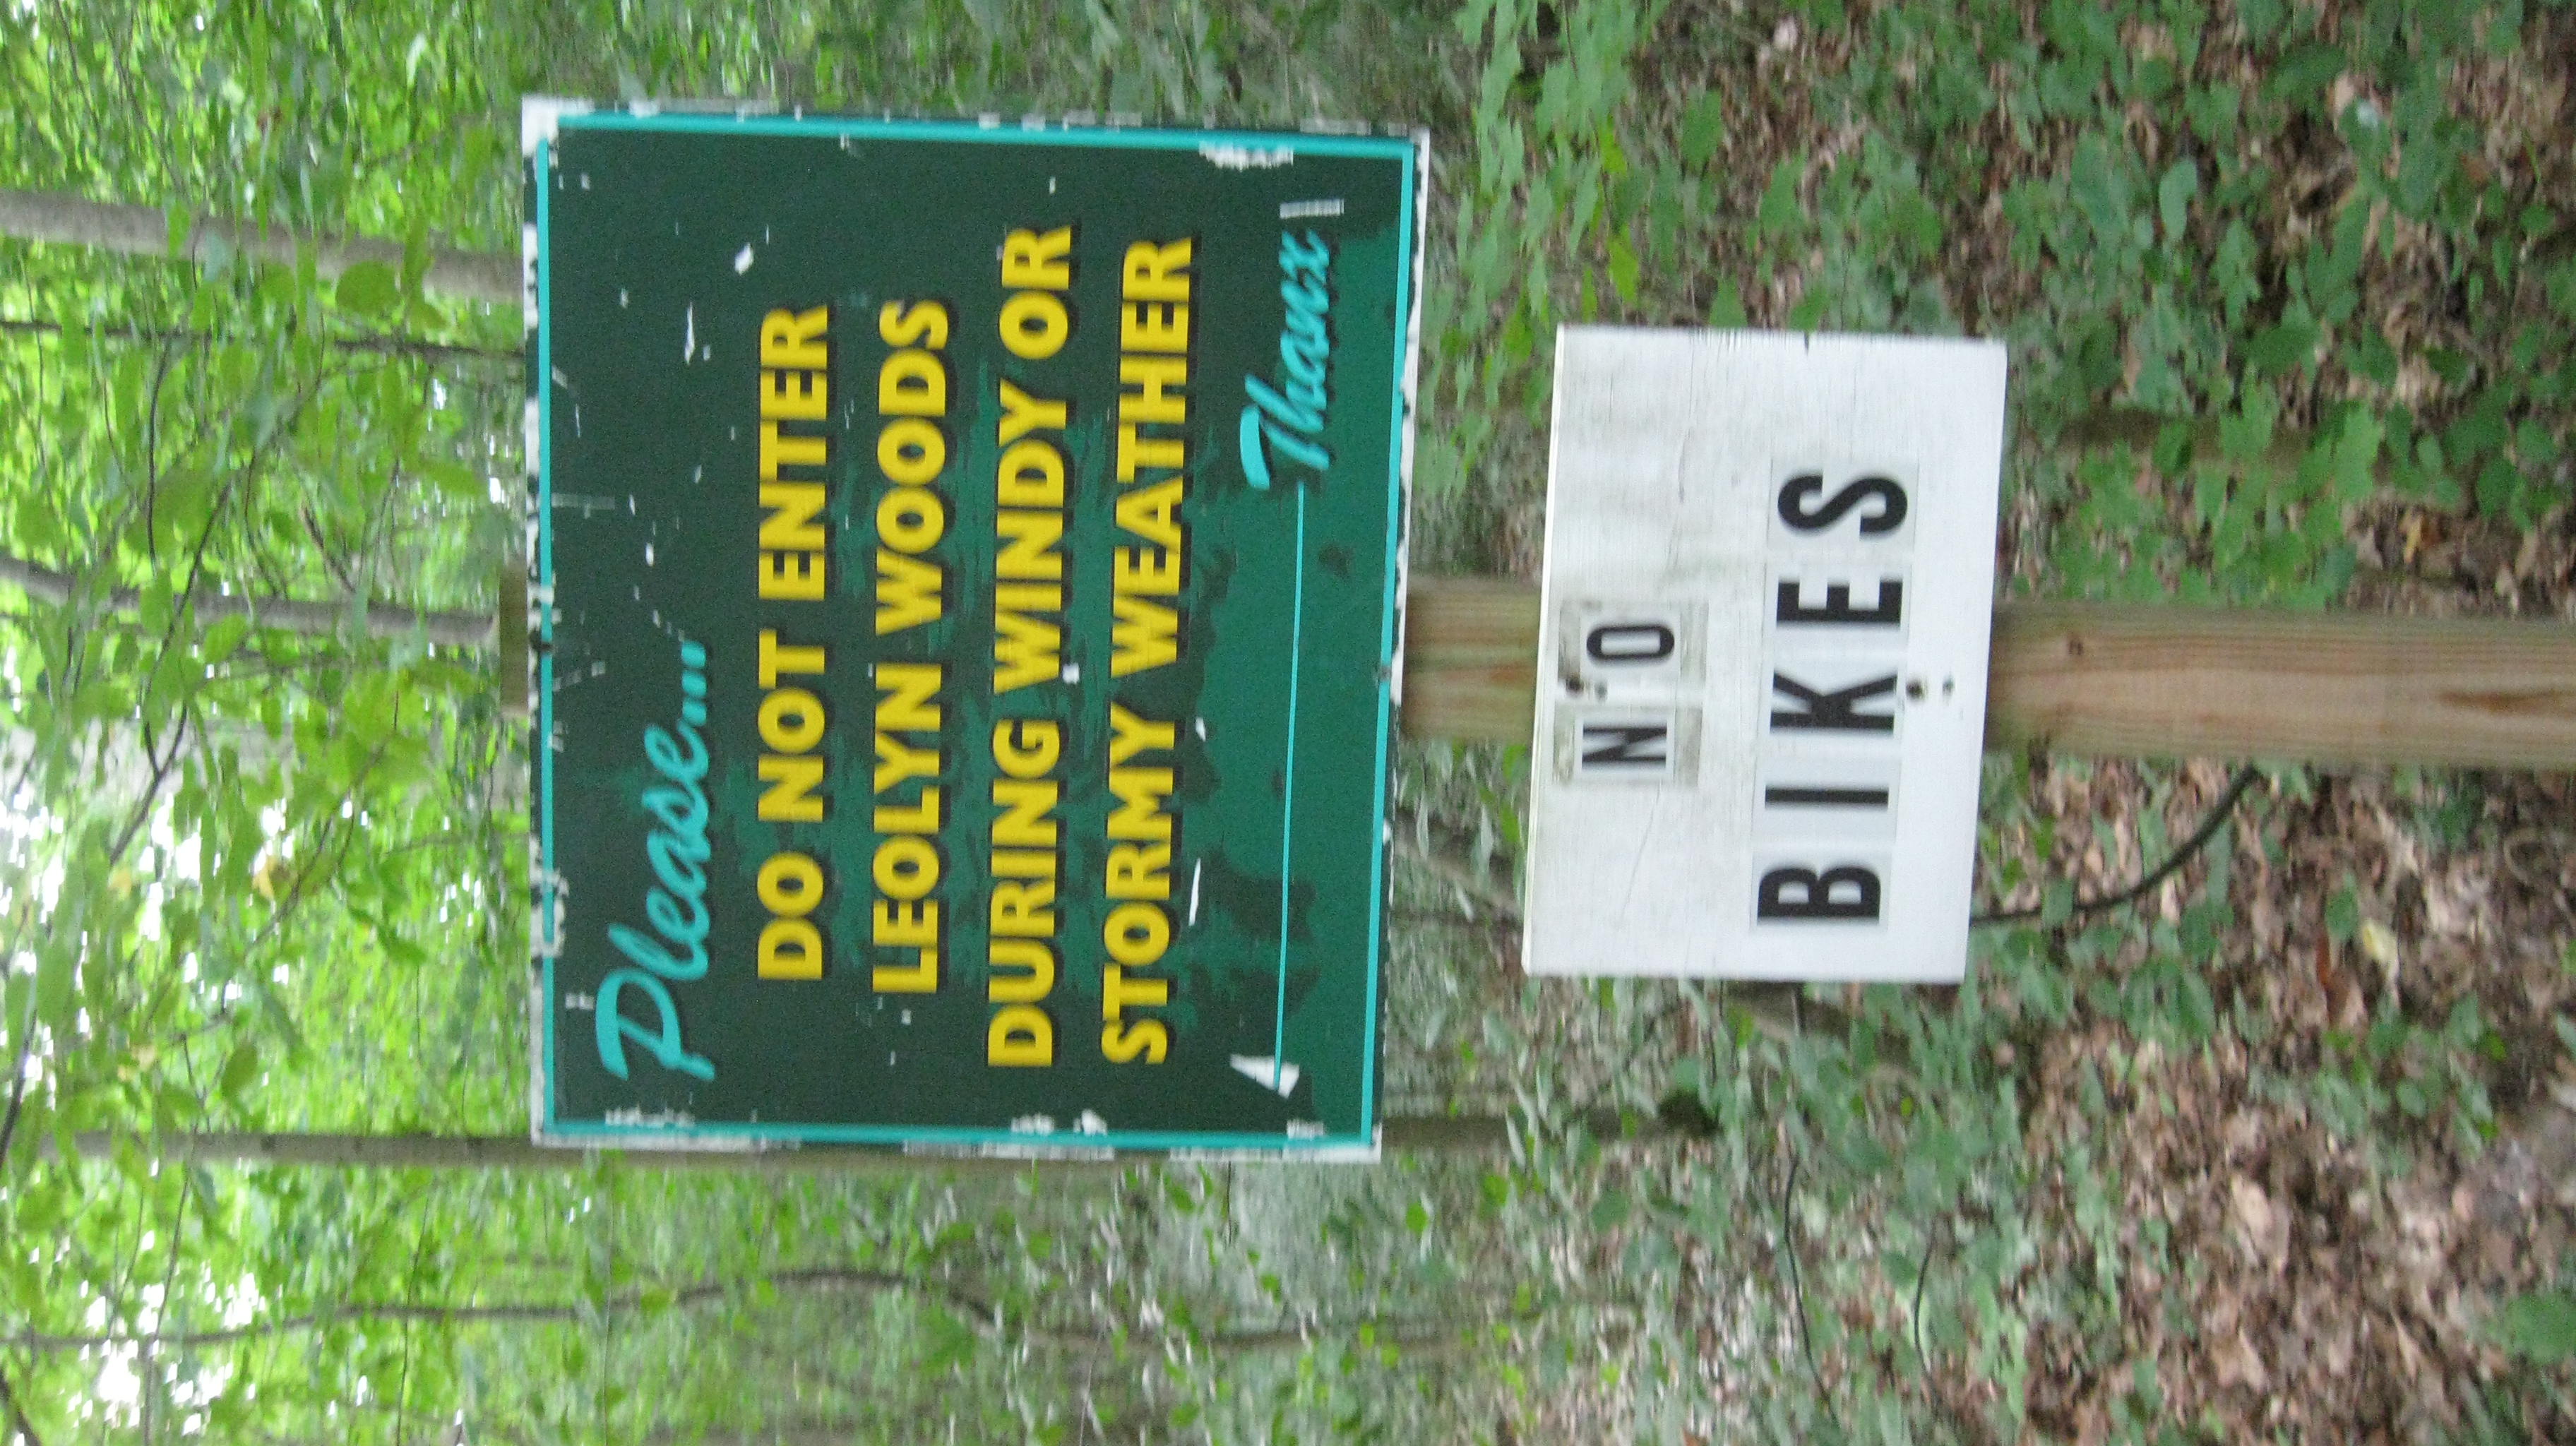 Please....
DO NOT ENTER
LEOLYN WOODS
DURING WINDY OR
STORMY WEATHER
Thanx
NO
BIKES